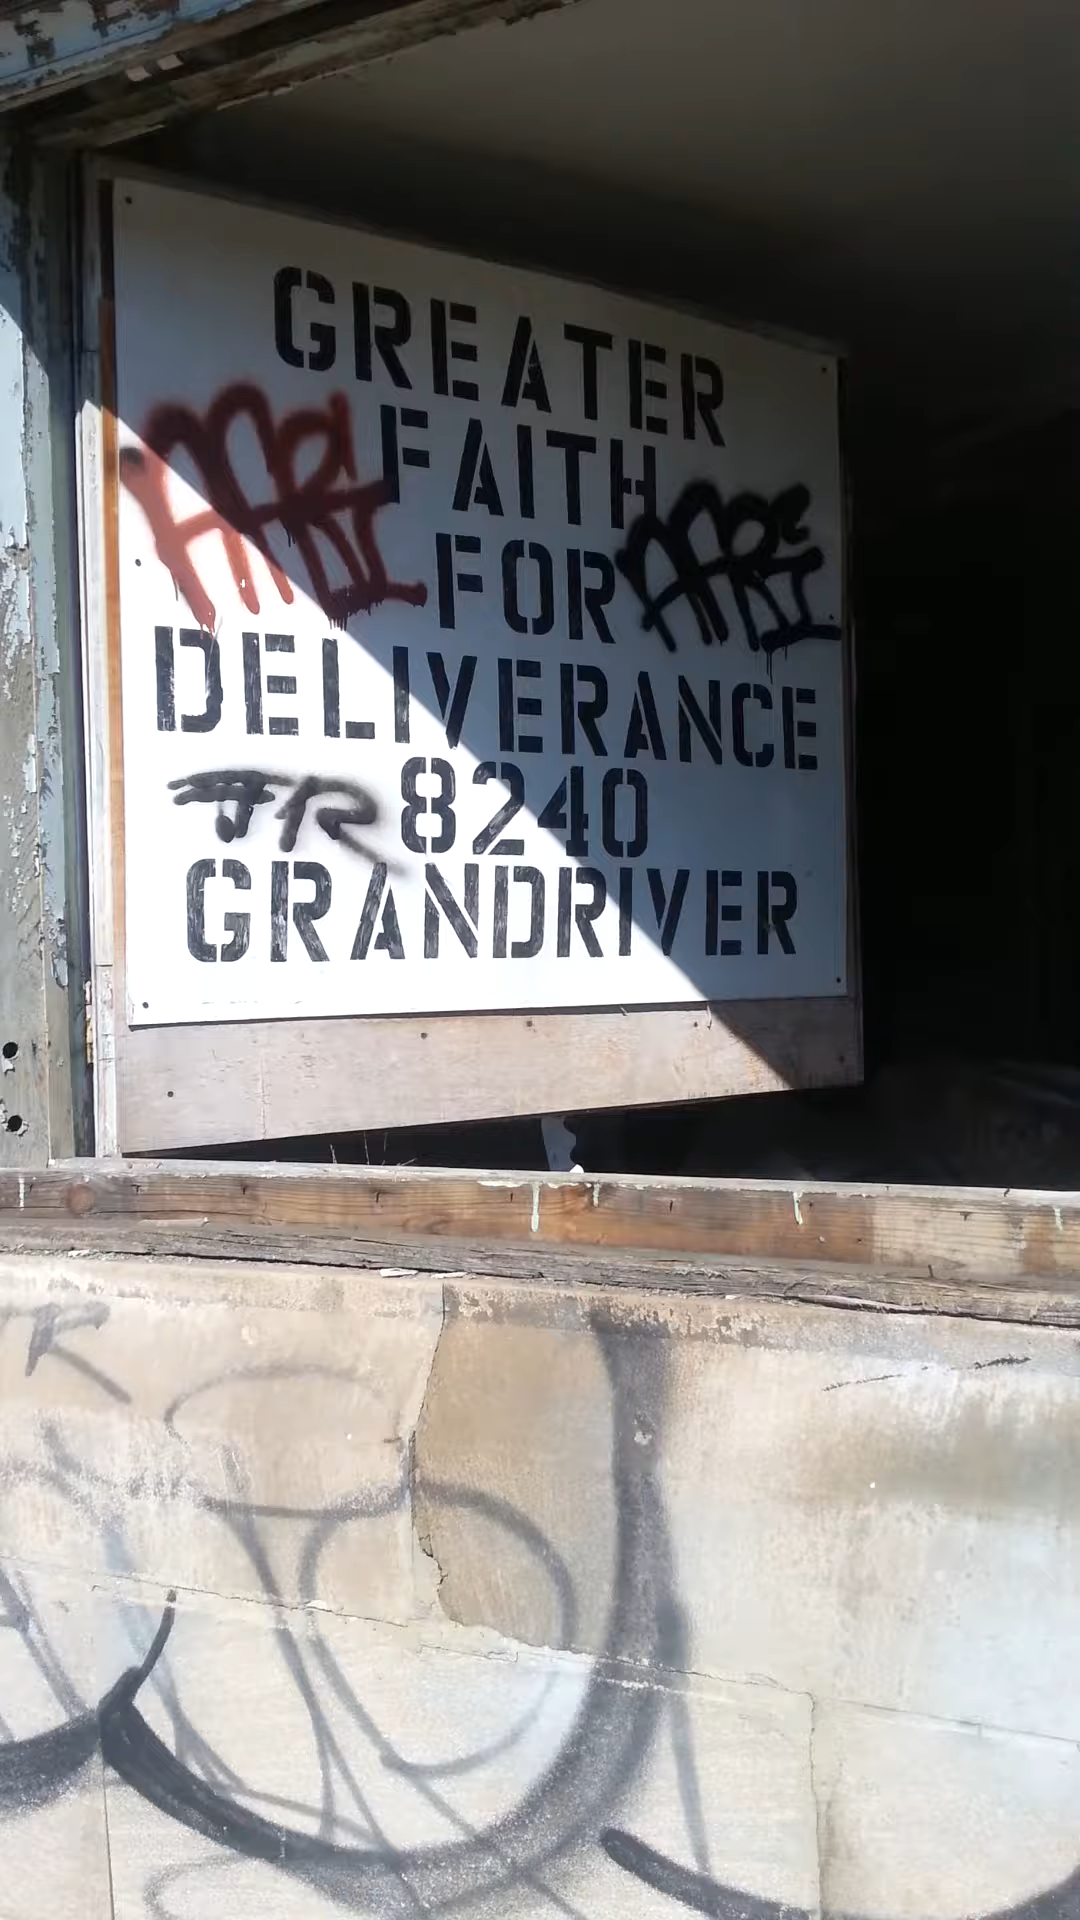 GREATER
FAITH
FOR
DELIVERANCE
8240
GRANDRIVER